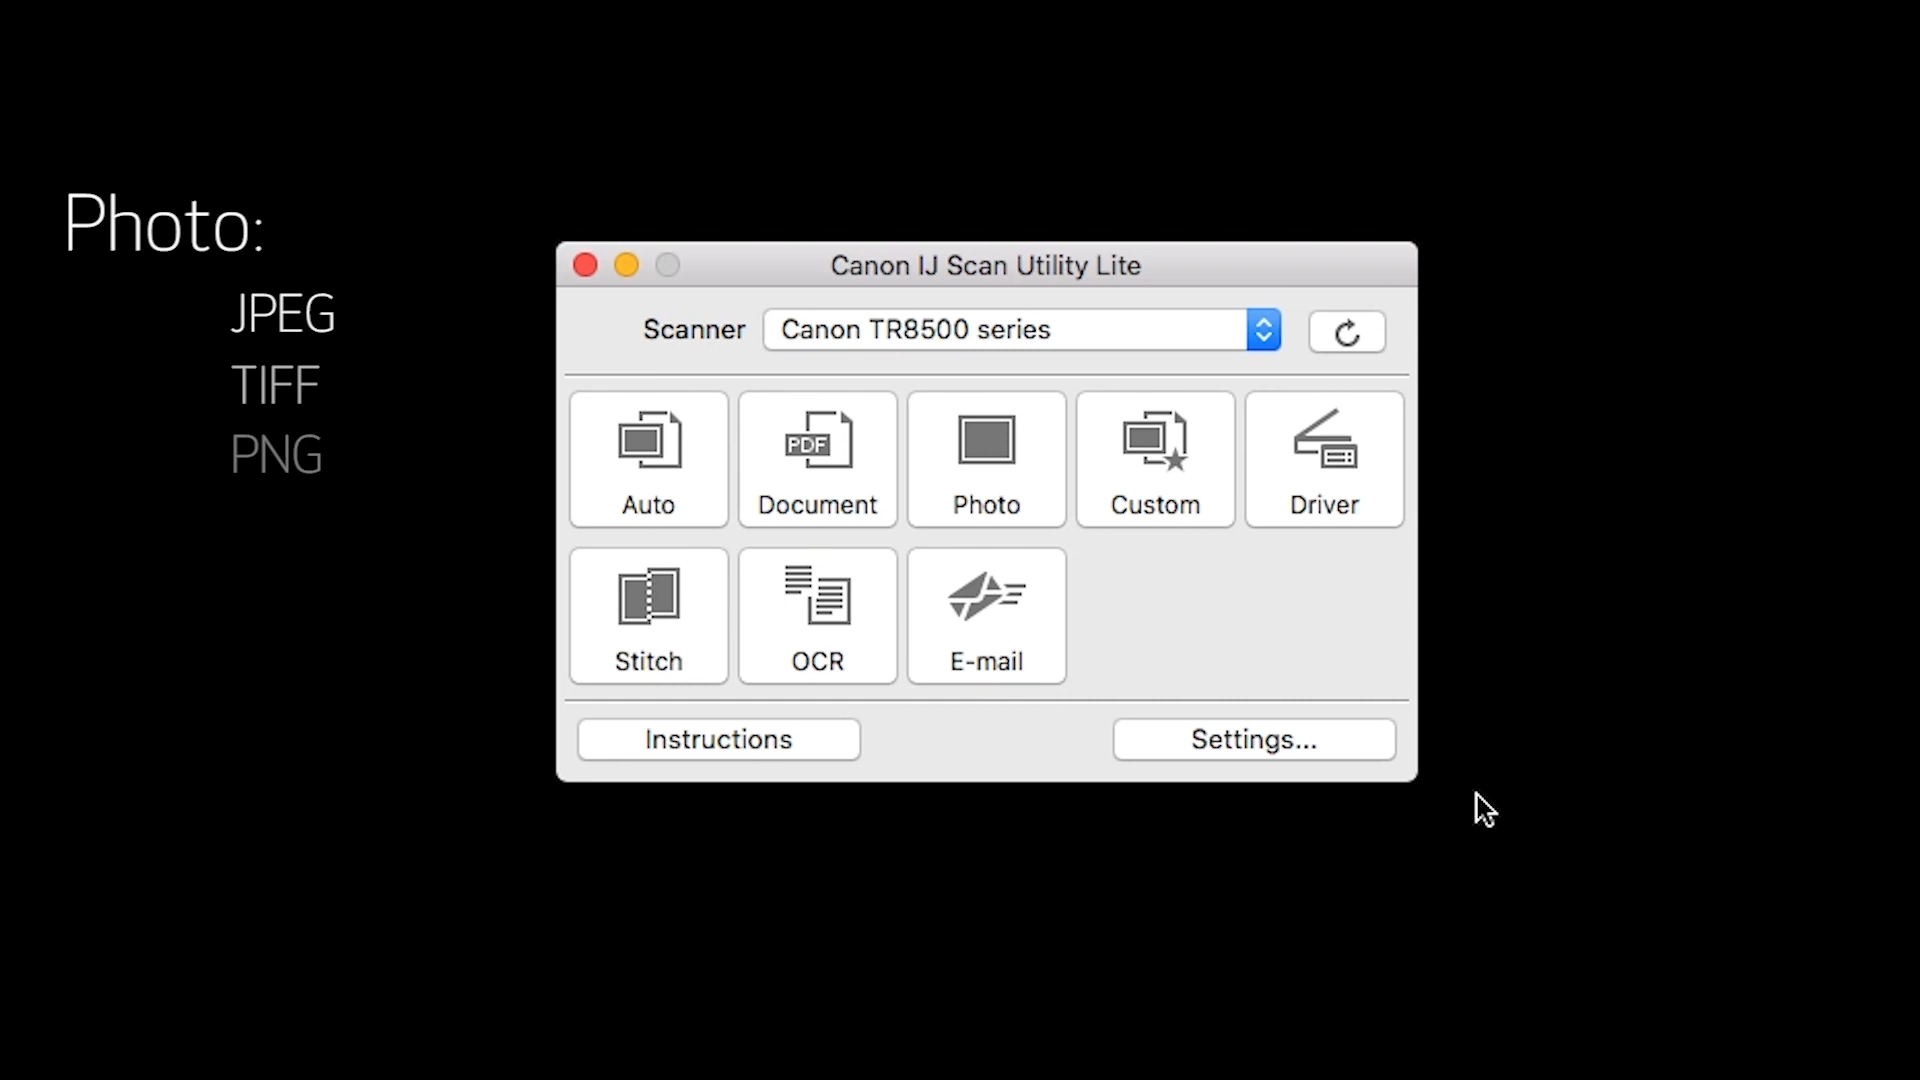 Photo:
JPEG
TIFF
PNG
Canon IJ Scan Utility Lite
Scanner Canon TR8500 series
Auto PDF Document Photo Custom Driver
Stitch OCR E-mail
Instructions Settings...